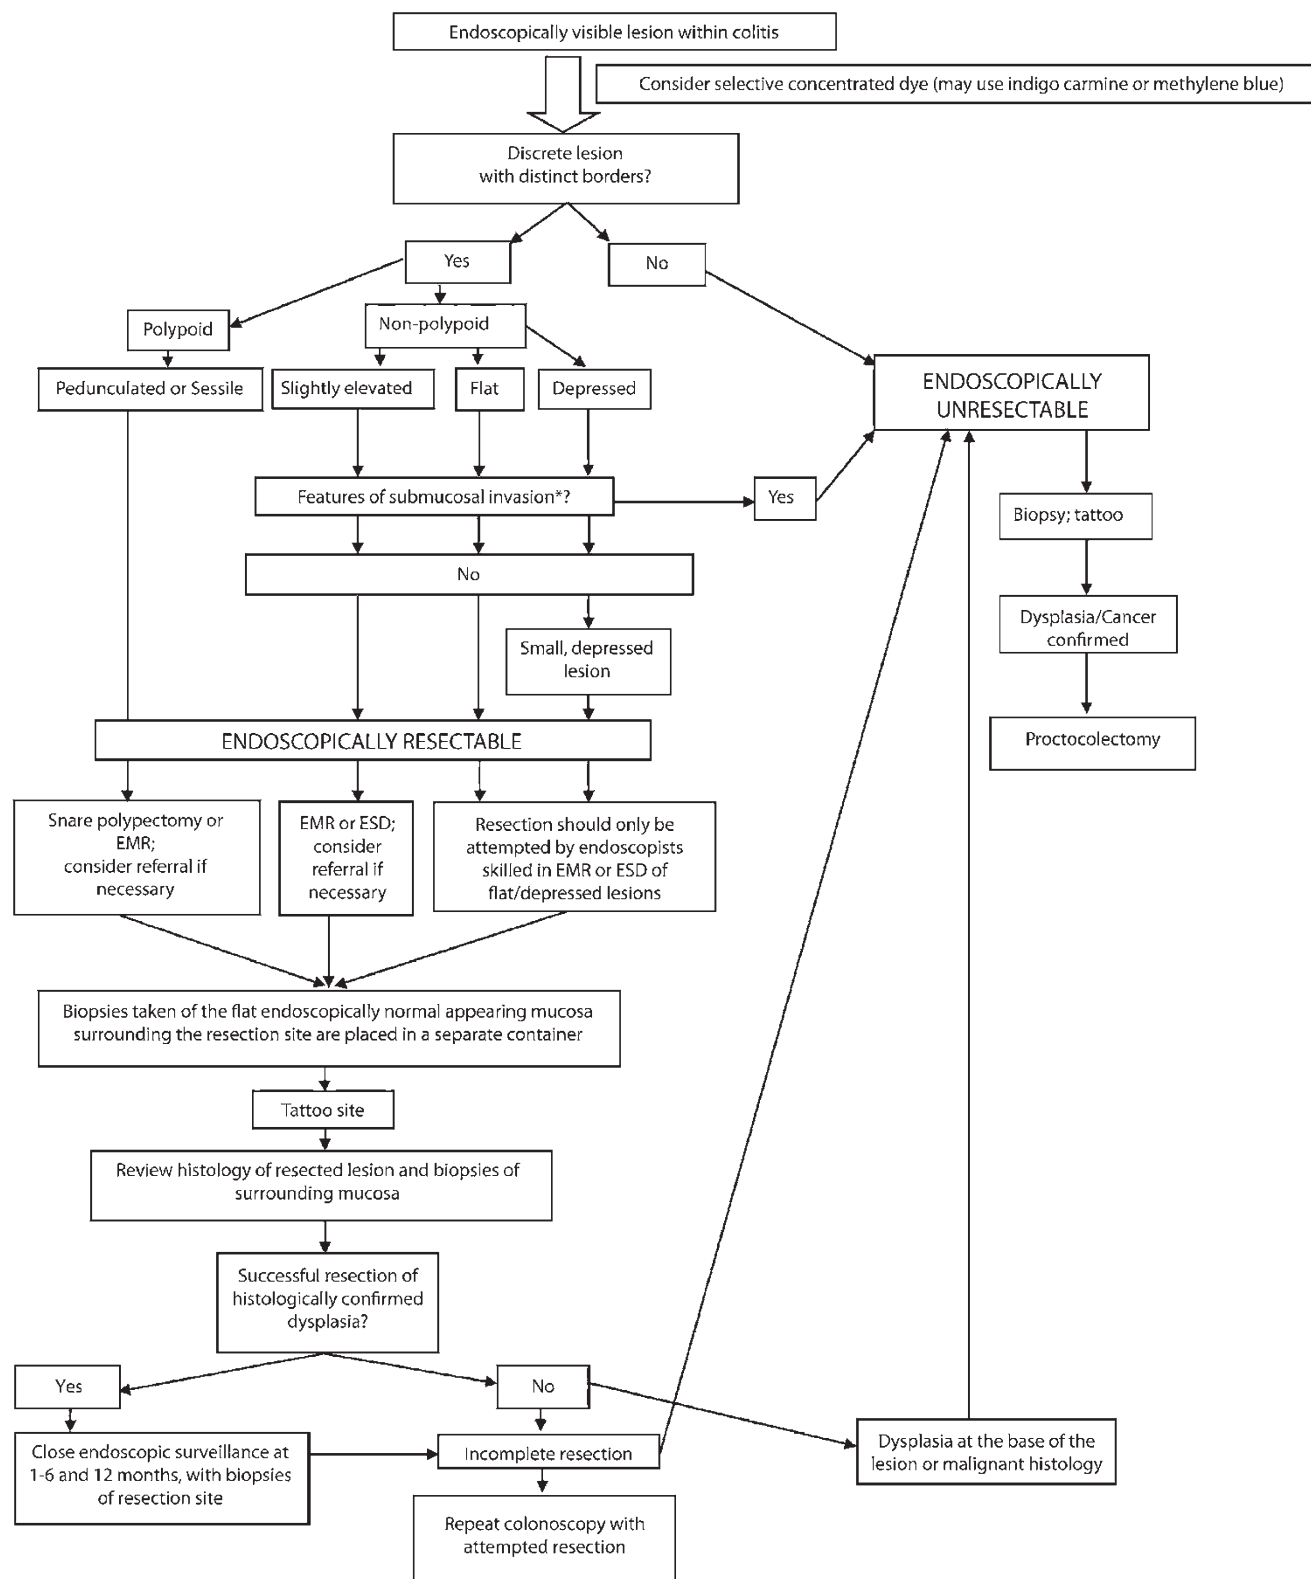 Endoscopically visible lesion within colitis
Consider selective concentrated dye (may use indigo carmine or methylene blue)
Discrete lesion
with distinct borders?
Yes
No
Polypoid
Non-polypoid
Pedunculated or Sessile
Slightly elevated
Flat
Depressed
ENDOSCOPICALLY
UNRESECTABLE
Features of submucosal invasion*?
Yes
Biopsy; tattoo
No
Dysplasia/Cancer
confirmed
Small, depressed
lesion
Proctocolectomy
ENDOSCOPICALLY RESECTABLE
Snare polypectomy or
EMR;
consider referral if
necessary
EMR or ESD;
consider
referral if
necessary
Resection should only be
attempted by endoscopists
skilled in EMR or ESD of
flat/depressed lesions
Biopsies taken of the flat endoscopically normal appearing mucosa
surrounding the resection site are placed in a separate container
Tattoo site
Review histology of resected lesion and biopsies of
surrounding mucosa
Successful resection of
histologically confirmed
dysplasia?
Yes
No
Close endoscopic surveillance at
1-6 and 12 months, with biopsies
of resection site
Incomplete resection
Dysplasia at the base of the
lesion or malignant histology
Repeat colonoscopy with
attempted resection